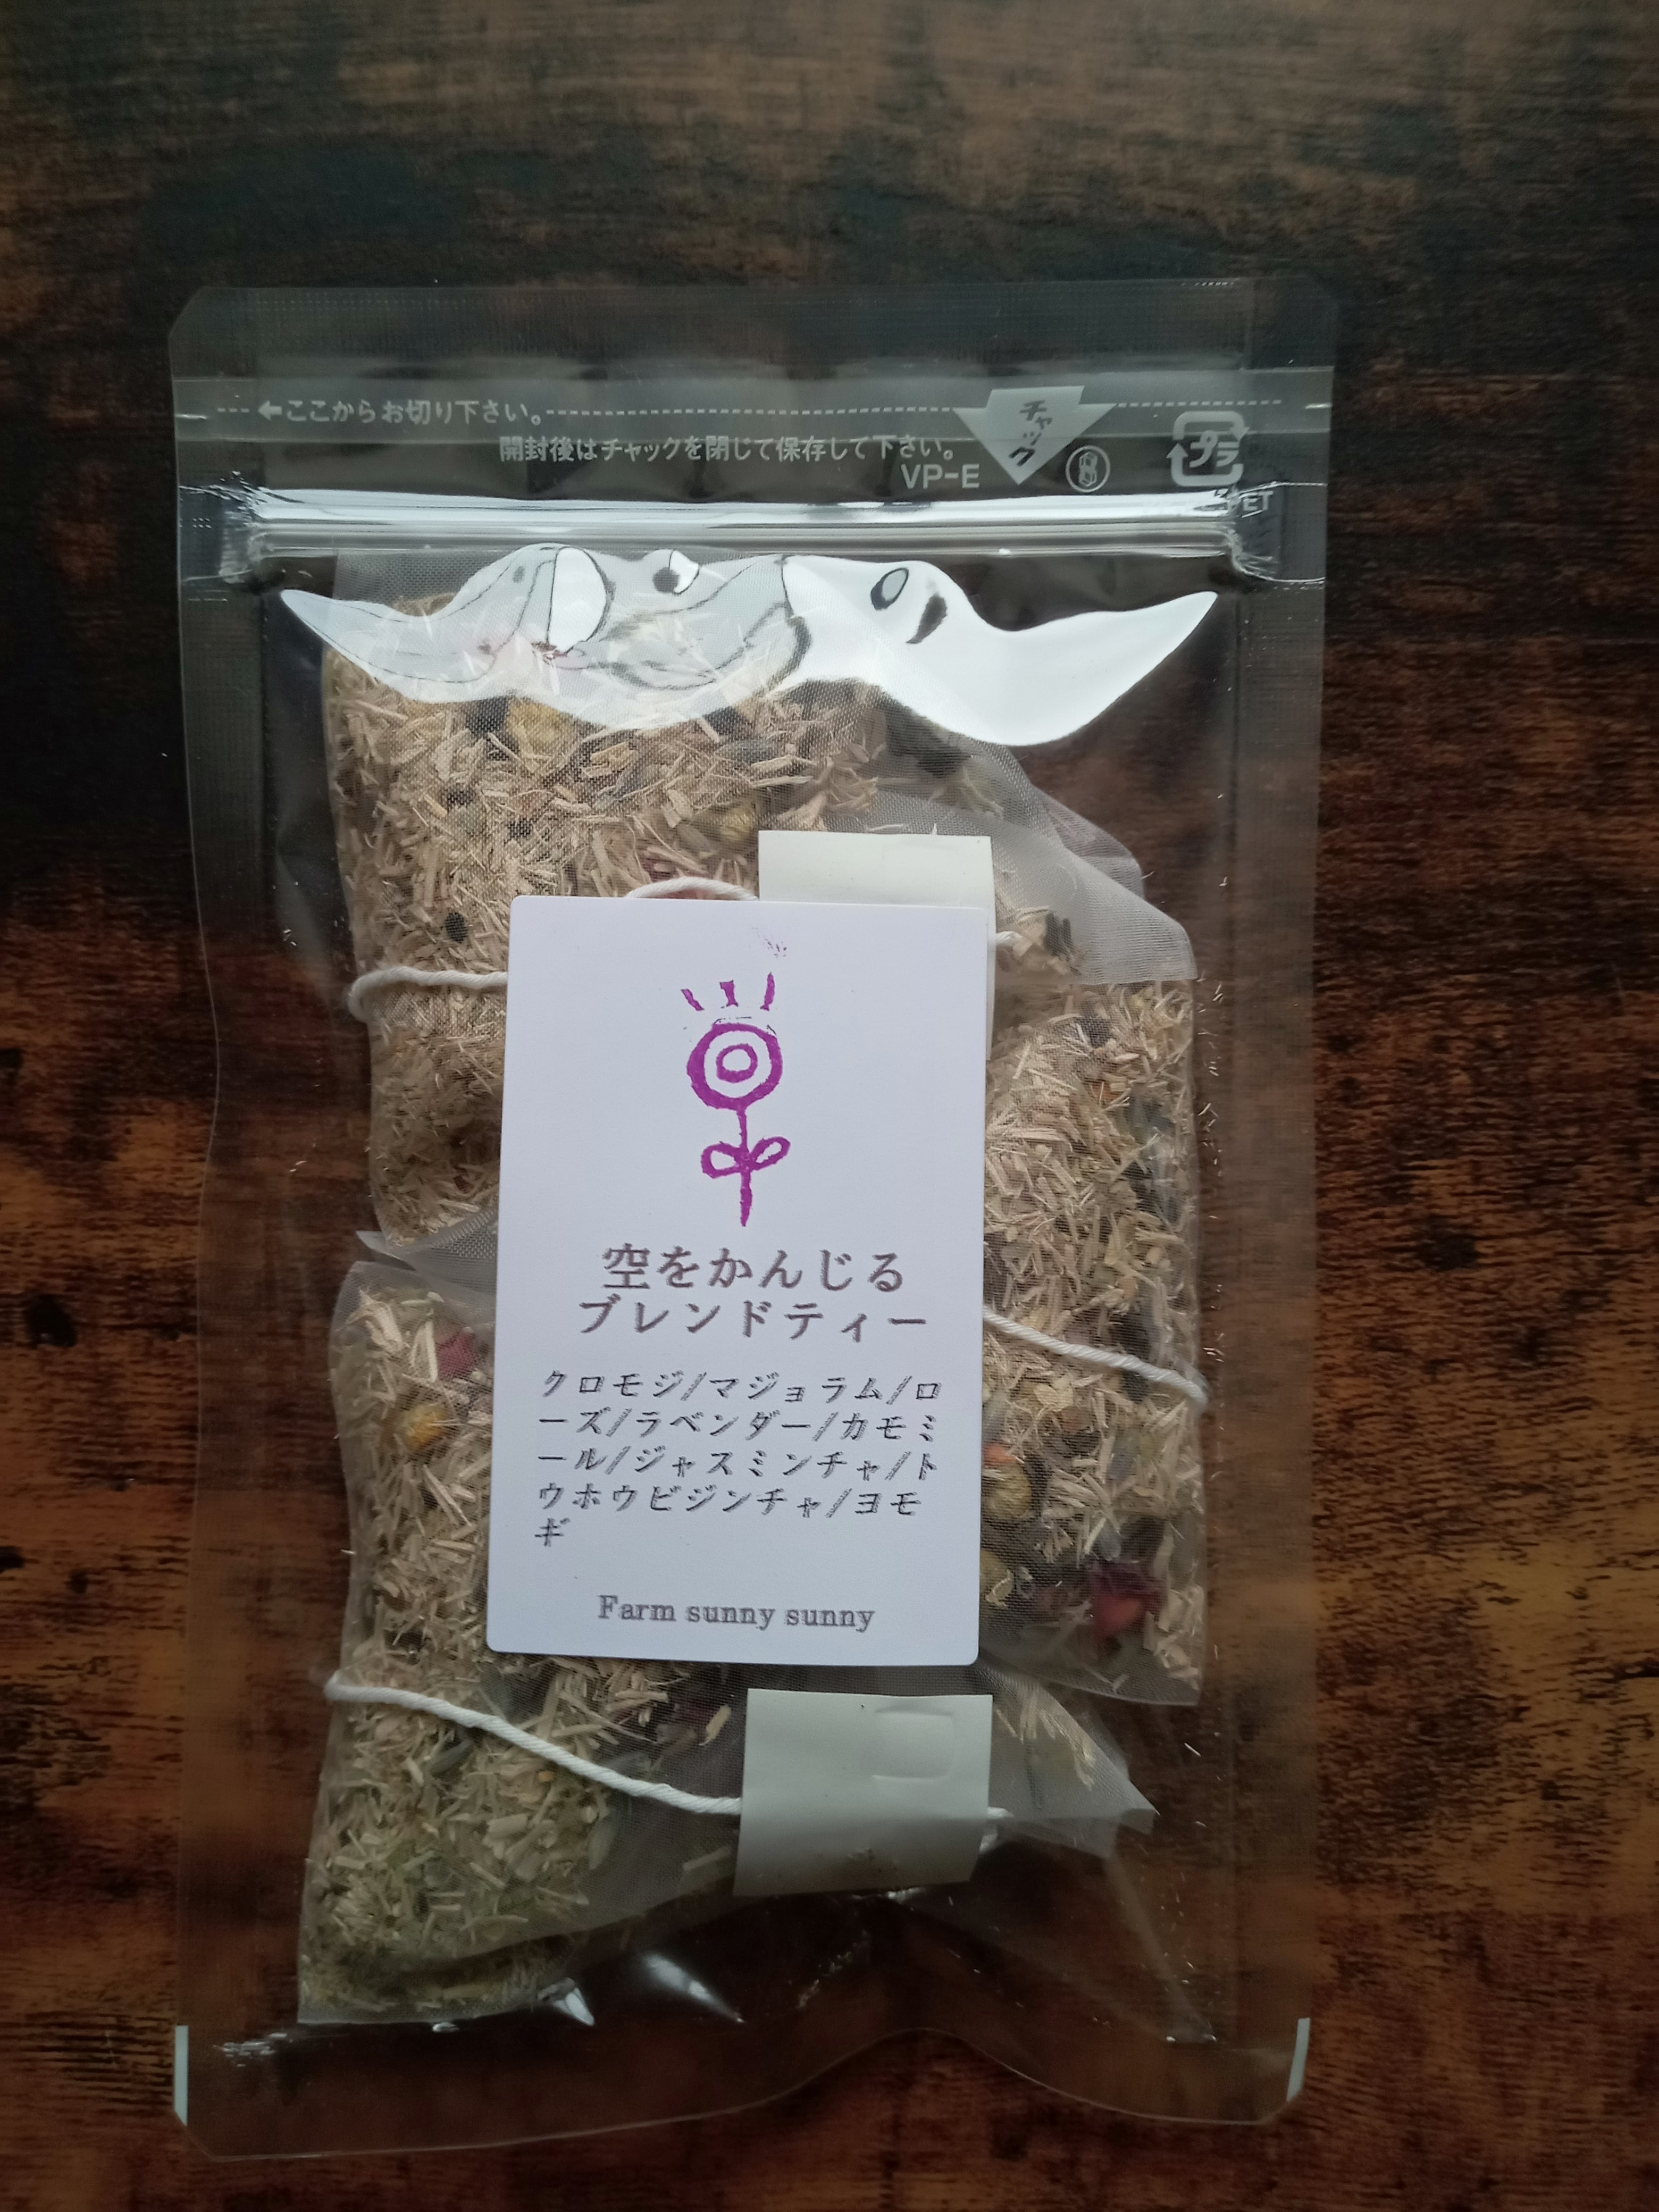 ここからお切り下さい。
チャック
開封後はチャックを閉じて保存して下さい。
VP-E
プラ
空をかんじる
ブレンドティー
クロモジ/マジョラム/ロ
ーズ/ラベンダー/カモミ
ール/ジャスミンチャ/ト
ウホウビジンチャ/ヨモ
ギ
Farm sunny sunny